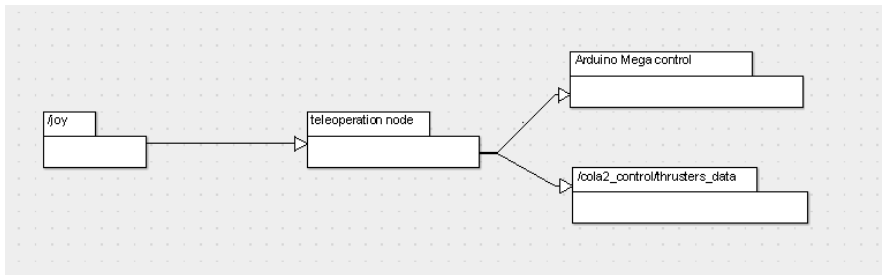 /joy
teleoperation node
Arduino Mega control
/cola2_control/thrusters_data